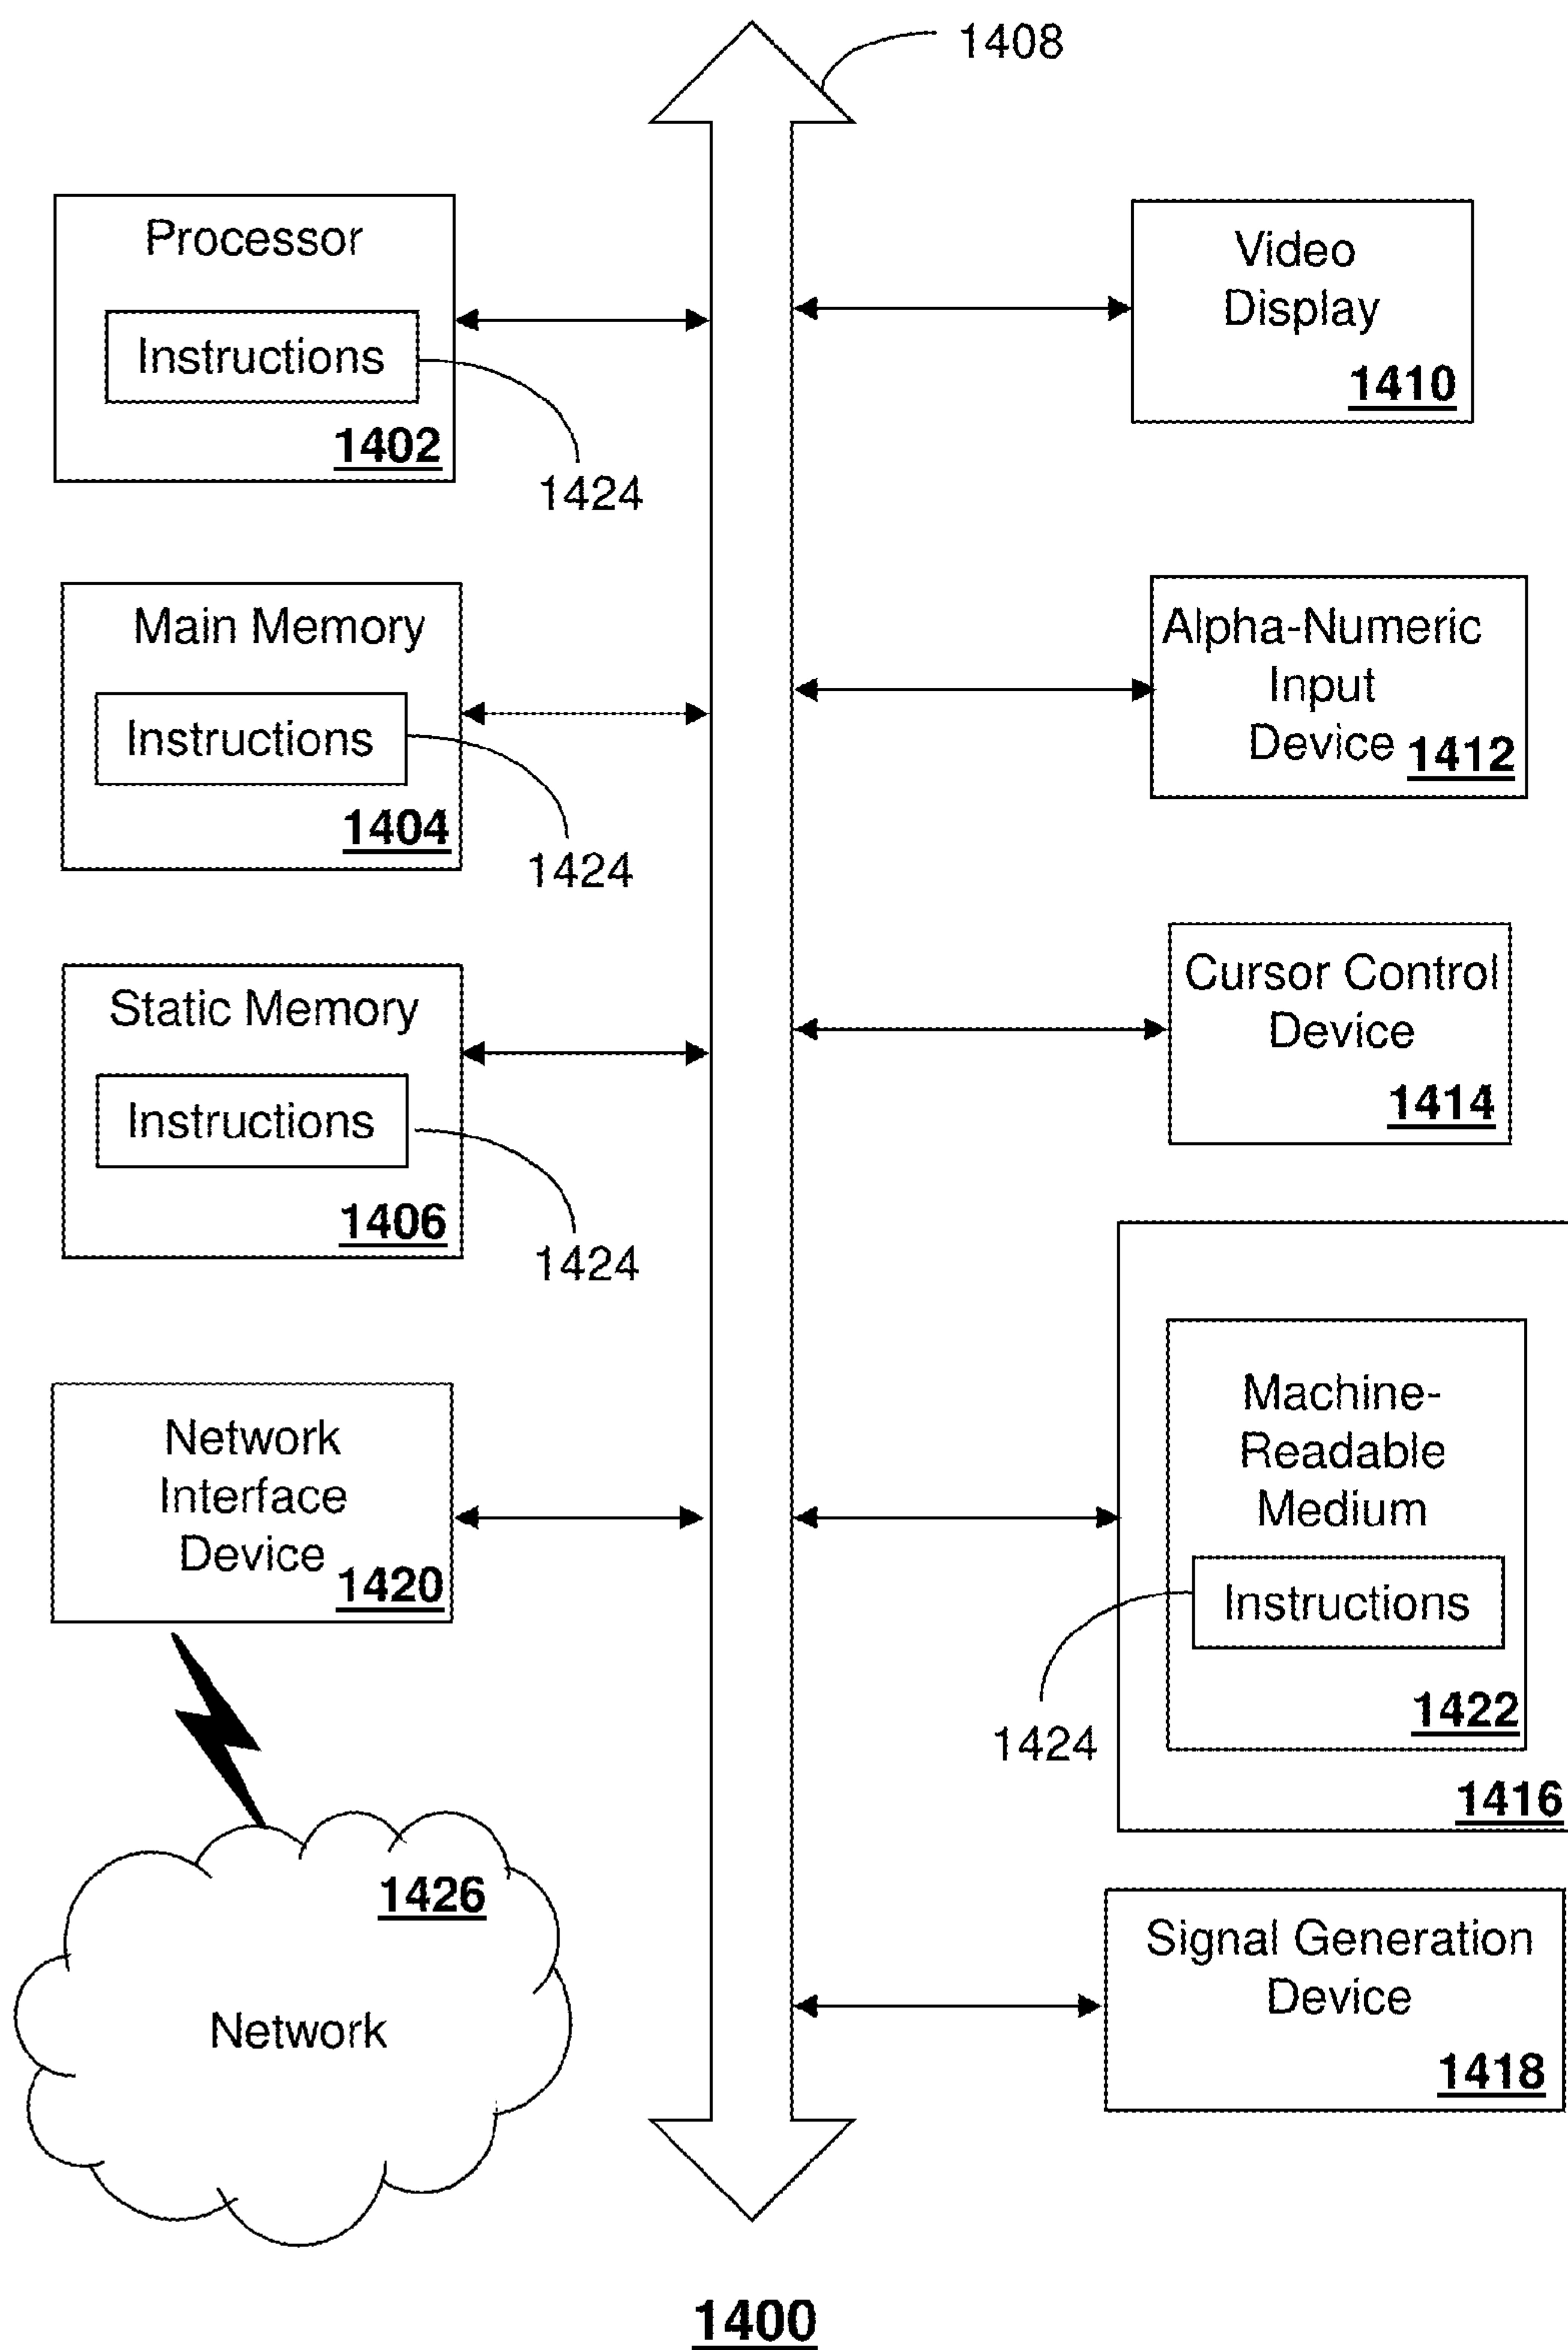 1408
Processor
Instructions
1402
1424
Video
Display
1410
Main Memory
Instructions
1404
1424
Alpha-Numeric
Input
Device 1412
Static Memory
Instructions
1406
1424
Cursor Control
Device
1414
Network
Interface
Device
1420
Machine-
Readable
Medium
Instructions
1422
1424
1416
1426
Network
Signal Generation
Device
1418
1400